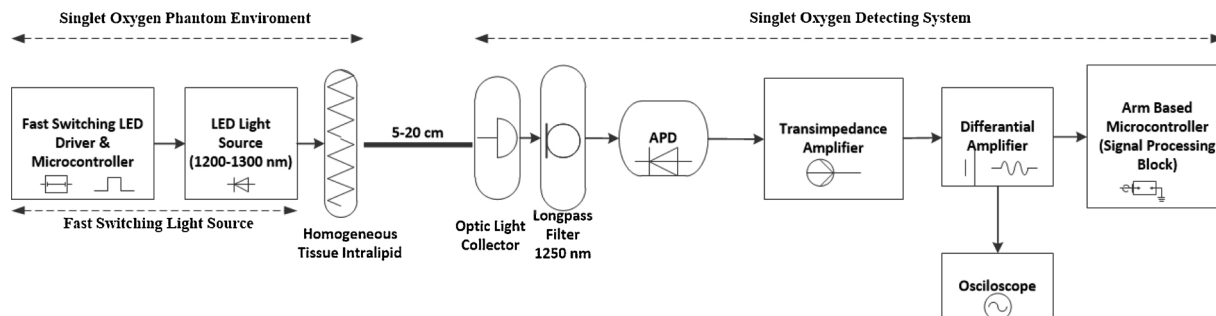 Singlet Oxygen Phantom Enviroment
Singlet Oxygen Detecting System
Fast Switching LED
Driver &
Microcontroller
LED Light
Source
(1200-1300 nm)
Fast Switching Light Source
Homogeneous
Tissue Intralipid
5-20 cm
Optic Light
Collector
Longpass
Filter
1250 nm
APD
Transimpedance
Amplifier
Differantial
Amplifier
Arm Based
Microcontroller
(Signal Processing
Block)
Osciloscope